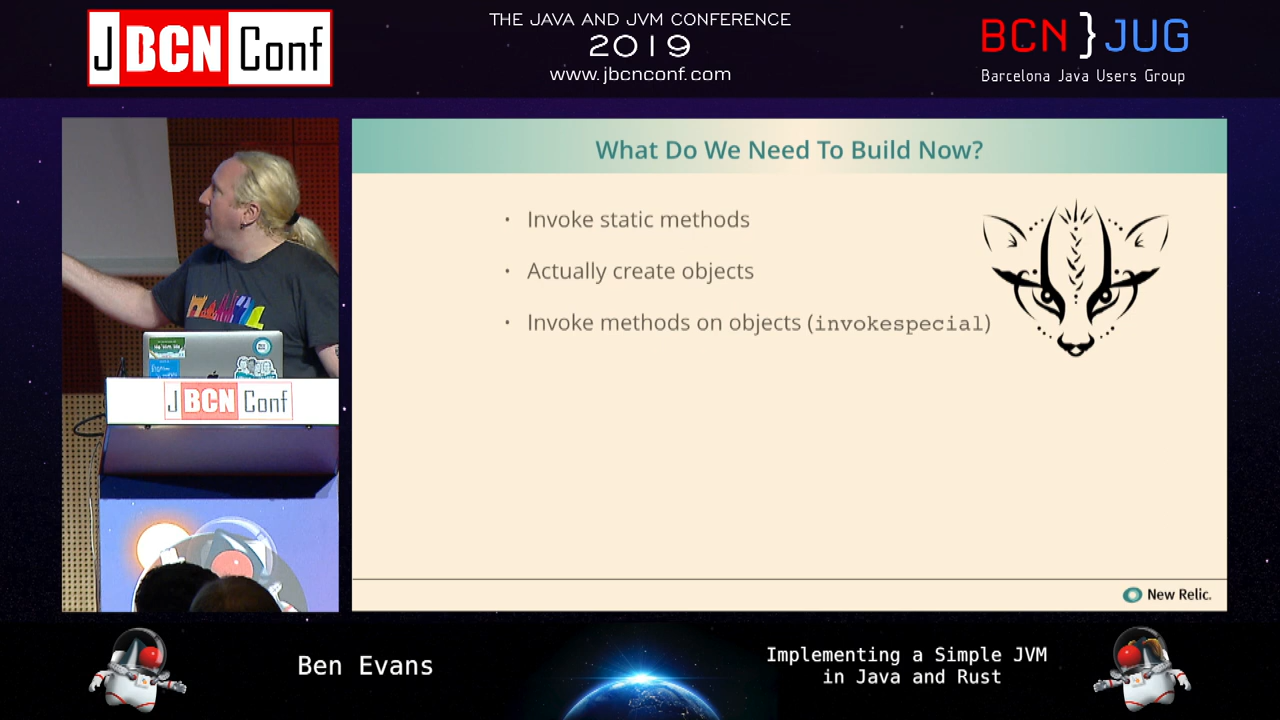 J BCN Conf
THE JAVA AND JVM CONFERENCE
2019
www.jbcnconf.com
BCN } JUG
Barcelona Java Users Group
What Do We Need To Build Now?
• Invoke static methods
• Actually create objects
• Invoke methods on objects (invokespecial)
J BCN Conf
New Relic.
Ben Evans
Implementing a Simple JVM
in Java and Rust